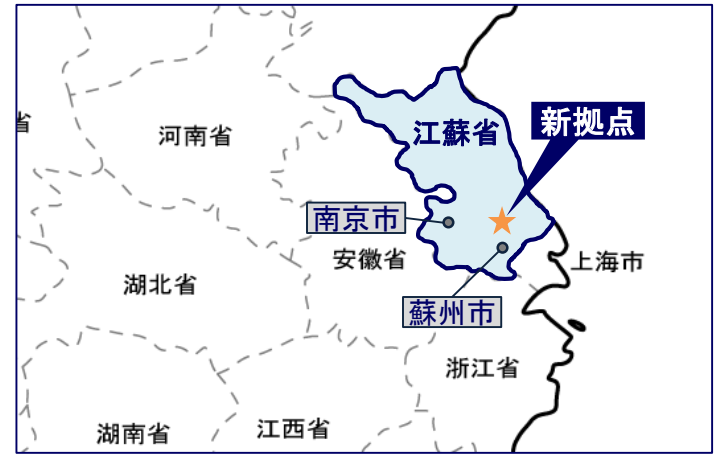 江蘇省
新拠点
省
河南省
南京市
安徽省
上海市
湖北省
蘇州市
浙江省
湖南省
江西省